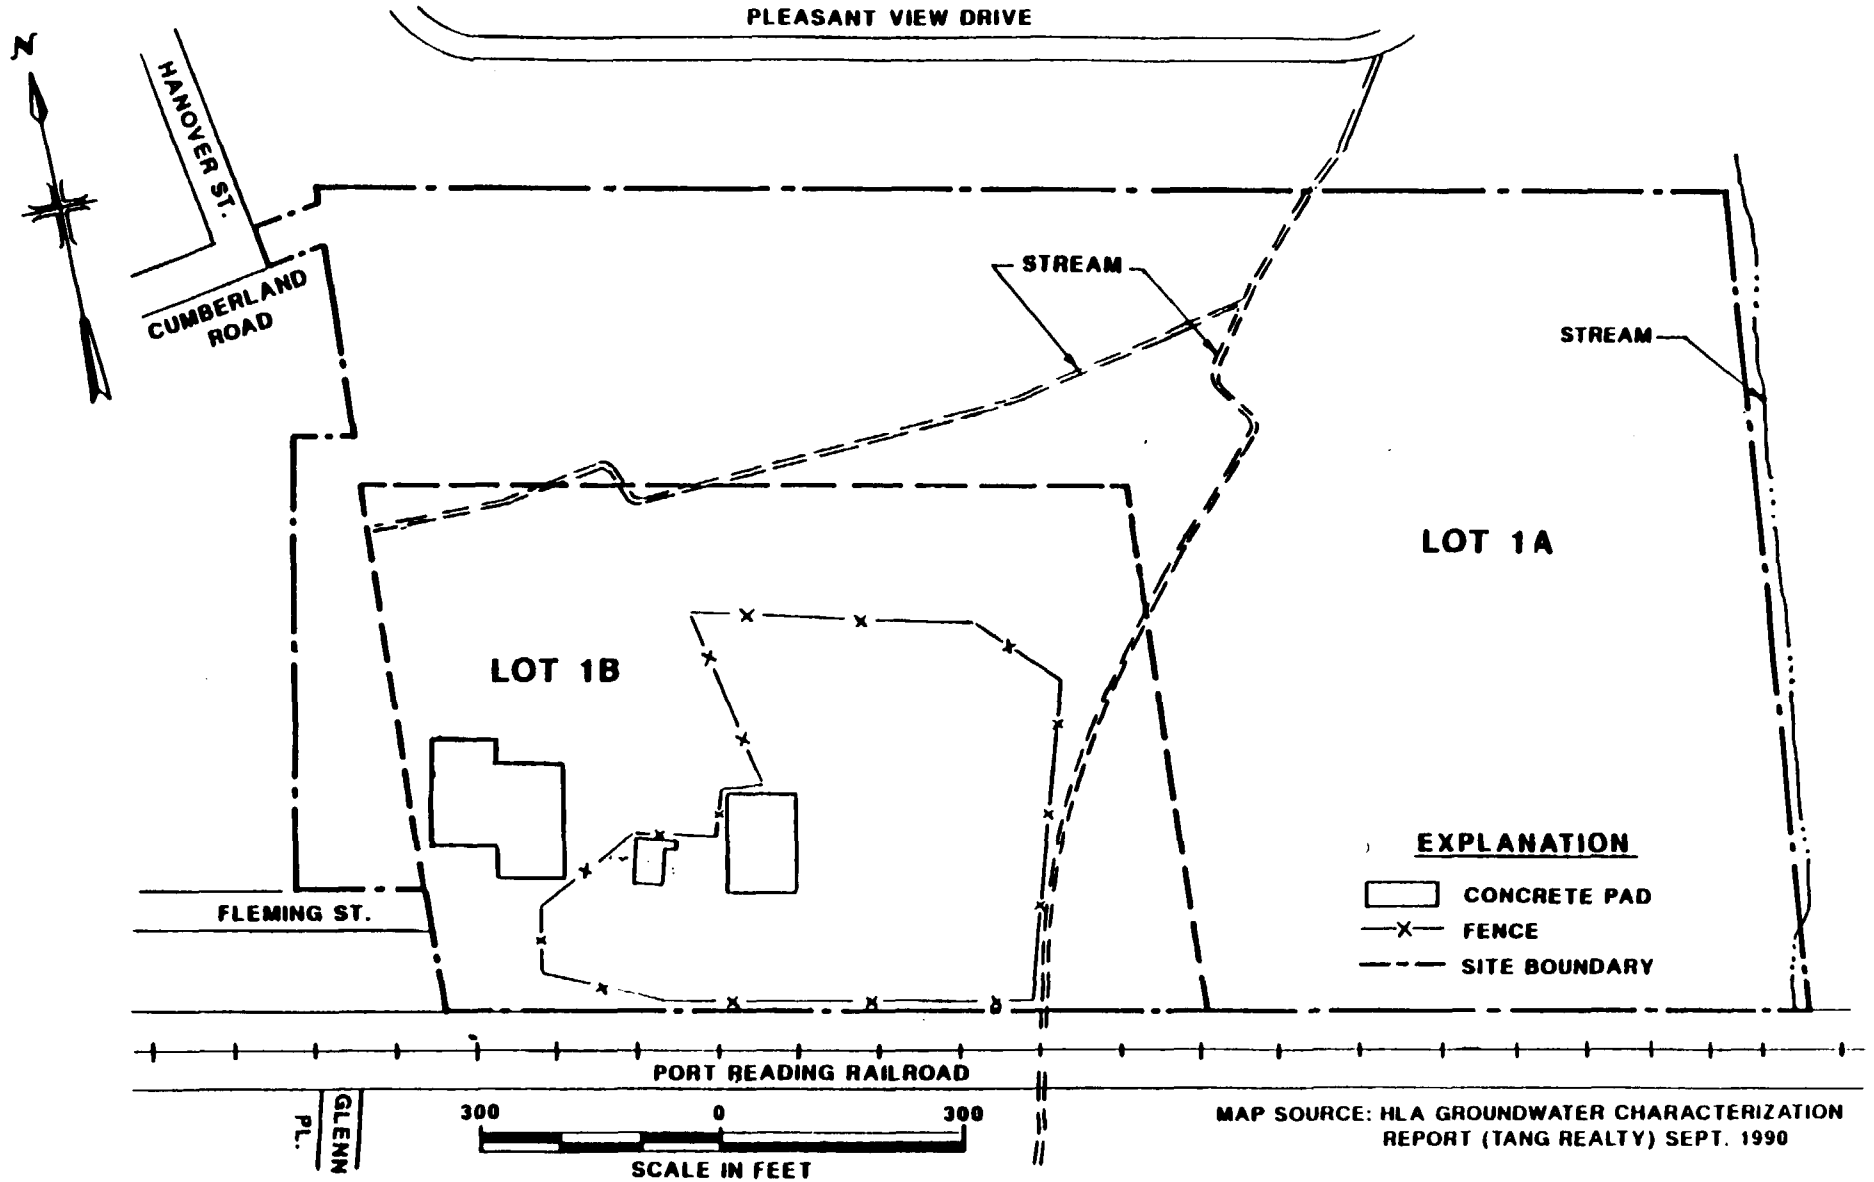 PLEASANT VIEW DRIVE
N
HANOVER ST.
CUMBERLAND
ROAD
STREAM
STREAM
LOT 1A
LOT 1B
EXPLANATION
CONCRETE PAD
FENCE
SITE BOUNDARY
FLEMING ST.
PORT READING RAILROAD
GLENN
PL.
300 0 300
SCALE IN FEET
MAP SOURCE: HLA GROUNDWATER CHARACTERIZATION
REPORT (TANG REALTY) SEPT. 1990